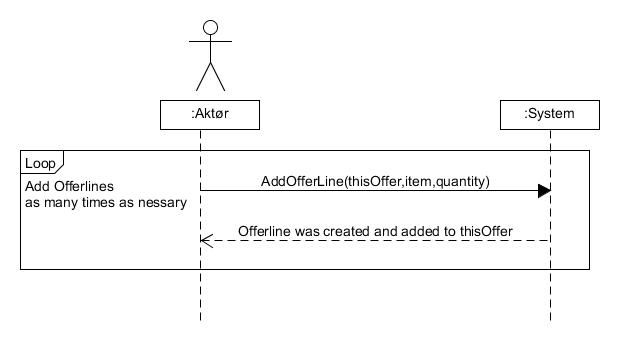 :Aktør
:System
Loop
Add Offerlines
as many times as nessary
AddOfferLine(thisOffer,item,quantity)
Offerline was created and added to thisOffer